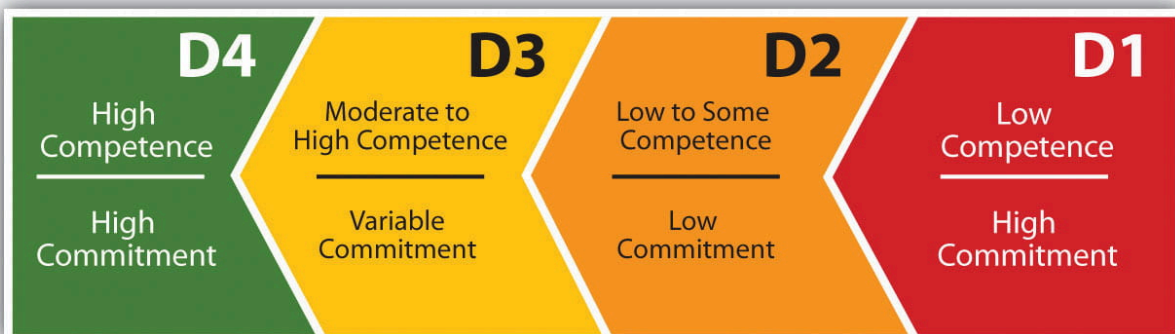 D4
High
Competence
High
Commitment
D3
Moderate to
High Competence
Variable
Commitment
D2
Low to Some
Competence
Low
Commitment
D1
Low
Competence
High
Commitment